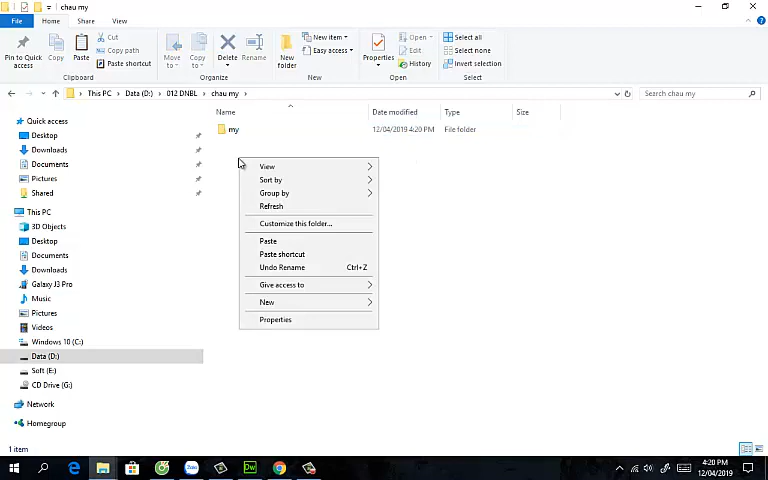 chau my
File
Home
Share
View
Pin to Quick access
Copy
Paste
Cut
Copy path
Paste shortcut
Clipboard
Move to
Copy to
Delete
Rename
Organize
New folder
New item
Easy access
New
Properties
Open
Edit
History
Open
Select all
Select none
Invert selection
Select
This PC
Data (D:)
012 DNBL
chau my
Search chau my
Name
Date modified
Type
Size
my
12/04/2019 4:20 PM
File folder
Quick access
Desktop
Downloads
Documents
Pictures
Shared
This PC
3D Objects
Desktop
Documents
Downloads
Galaxy J3 Pro
Music
Pictures
Videos
Windows 10 (C:)
Data (D:)
Soft (E:)
CD Drive (G:)
Network
Homegroup
View
Sort by
Group by
Refresh
Customize this folder...
Paste
Paste shortcut
Undo Rename Ctrl+Z
Give access to
New
Properties
1 item
Zalo
Dw
4:20 PM
12/04/2019